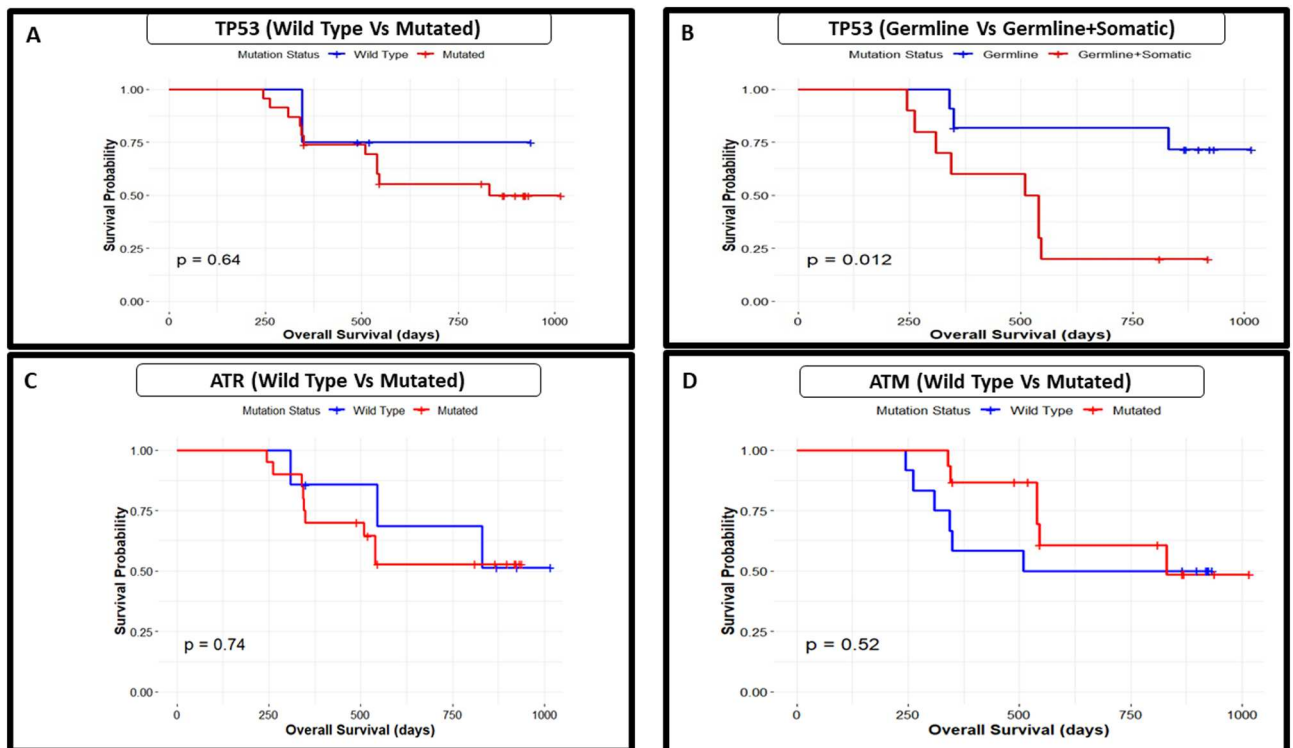 A
TP53 (Wild Type Vs Mutated)
Mutation Status Wild Type Mutated
1.00
0.75
0.50
0.25
0.00
Survival Probability
p = 0.64
0 250 500 750 1000
Overall Survival (days)
B
TP53 (Germline Vs Germline+Somatic)
Mutation Status Germline Germline+Somatic
1.00
0.75
0.50
0.25
0.00
Survival Probability
p = 0.012
0 250 500 750 1000
Overall Survival (days)
C
ATR (Wild Type Vs Mutated)
Mutation Status Wild Type Mutated
1.00
0.75
0.50
0.25
0.00
Survival Probability
p = 0.74
0 250 500 750 1000
Overall Survival (days)
D
ATM (Wild Type Vs Mutated)
Mutation Status Wild Type Mutated
1.00
0.75
0.50
0.25
0.00
Survival Probability
p = 0.52
0 250 500 750 1000
Overall Survival (days)